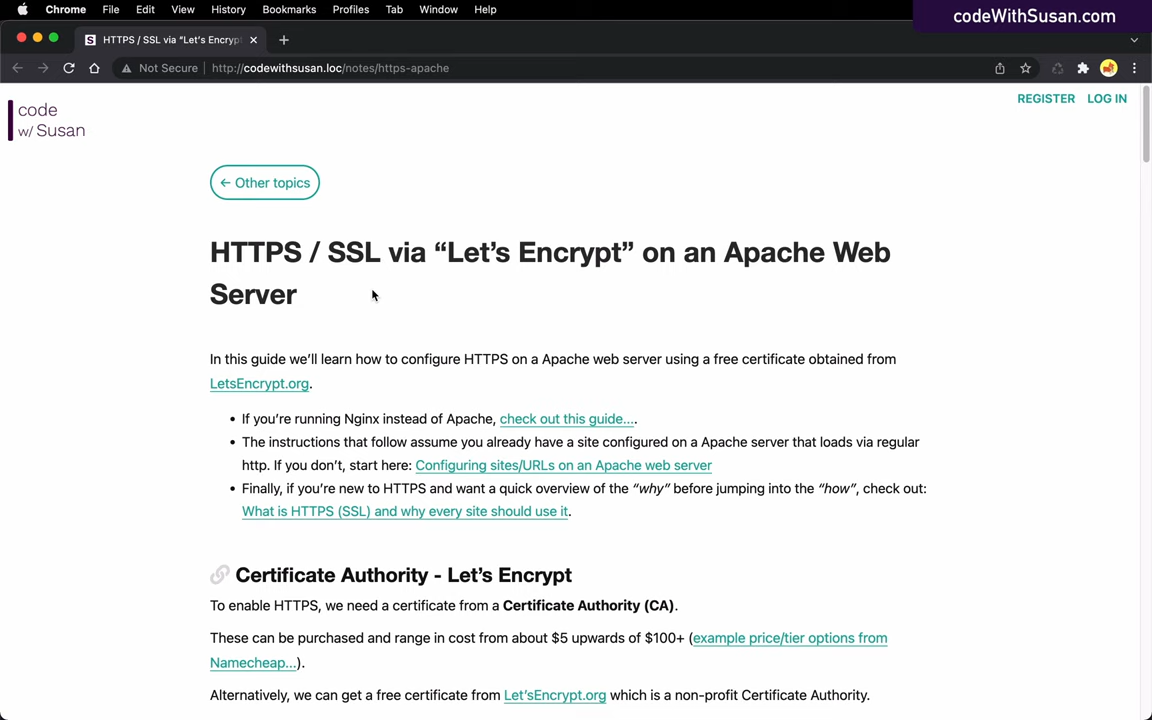 Chrome File Edit View History Bookmarks Profiles Tab Window Help
codeWithSusan.com
S HTTPS / SSL via “Let’s Encrypt
Not Secure http://codewithsusan.loc/notes/https-apache
REGISTER LOG IN
code
w/ Susan
← Other topics
HTTPS / SSL via “Let’s Encrypt” on an Apache Web
Server
In this guide we’ll learn how to configure HTTPS on a Apache web server using a free certificate obtained from
LetsEncrypt.org.
• If you’re running Nginx instead of Apache, check out this guide....
• The instructions that follow assume you already have a site configured on a Apache server that loads via regular
http. If you don’t, start here: Configuring sites/URLs on an Apache web server
• Finally, if you’re new to HTTPS and want a quick overview of the “why” before jumping into the “how”, check out:
What is HTTPS (SSL) and why every site should use it.
Certificate Authority - Let’s Encrypt
To enable HTTPS, we need a certificate from a Certificate Authority (CA).
These can be purchased and range in cost from about $5 upwards of $100+ (example price/tier options from
Namecheap...).
Alternatively, we can get a free certificate from Let’sEncrypt.org which is a non-profit Certificate Authority.